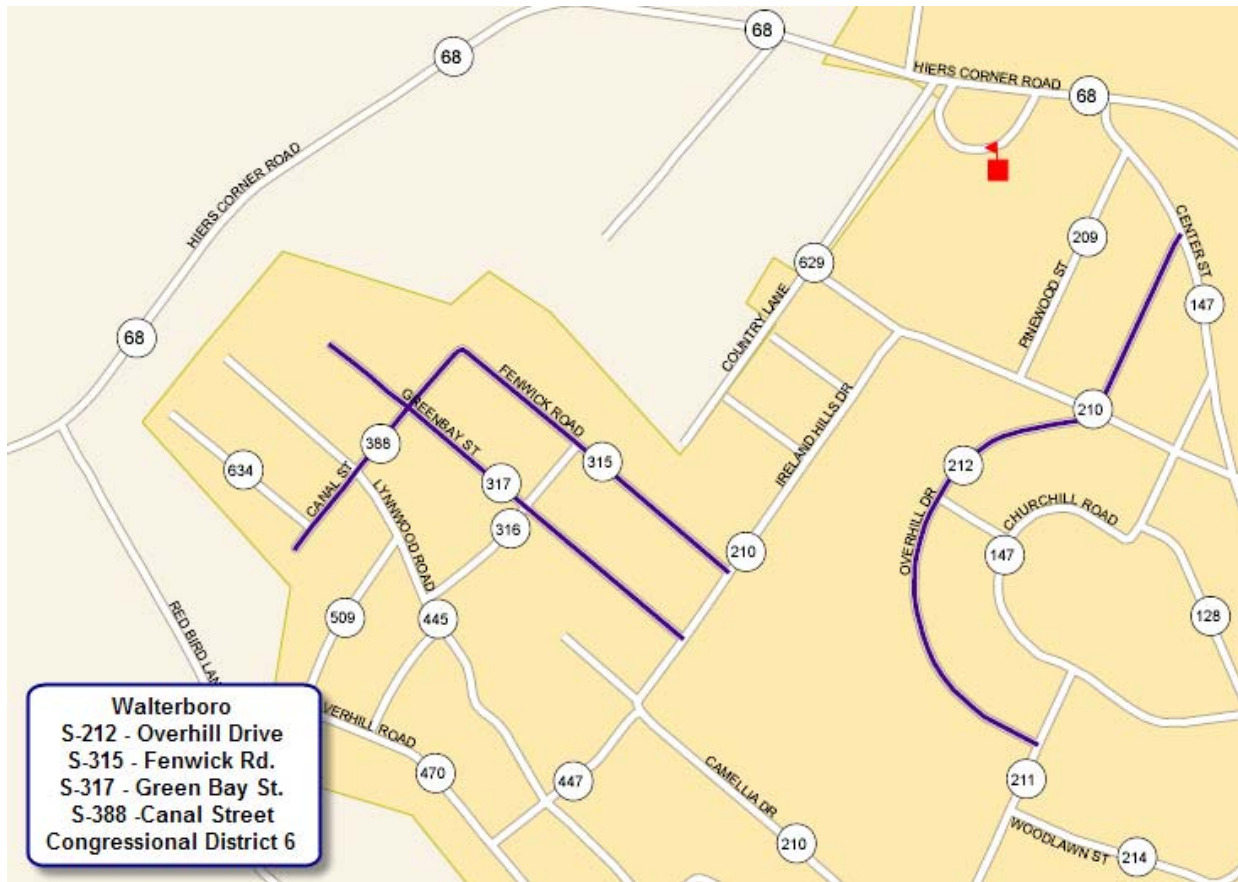 68
68
68
HIERS CORNER ROAD
68
HIERS CORNER ROAD
CENTER ST
209
PINEWOOD ST
629
COUNTRY LANE
147
68
FENWICK ROAD
GREENBAY ST
IRELAND HILLS DR
210
388
315
212
634
317
CANAL ST
LYNNWOOD ROAD
316
OVERHILL DR
CHURCHILL ROAD
210
147
509
445
128
RED BIRD LAN
VERHILL ROAD
470
447
CAMELLIA DR
211
210
WOODLAWN ST
214
Walterboro
S-212 - Overhill Drive
S-315 - Fenwick Rd.
S-317 - Green Bay St.
S-388 -Canal Street
Congressional District 6